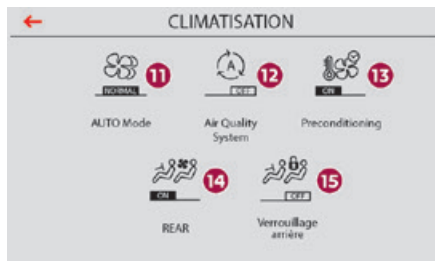 CLIMATISATION
11 12 A 13
NORMAL OFF ON
AUTO Mode Air Quality System Preconditioning
14 15
ON OFF
REAR Verrouillage arrière